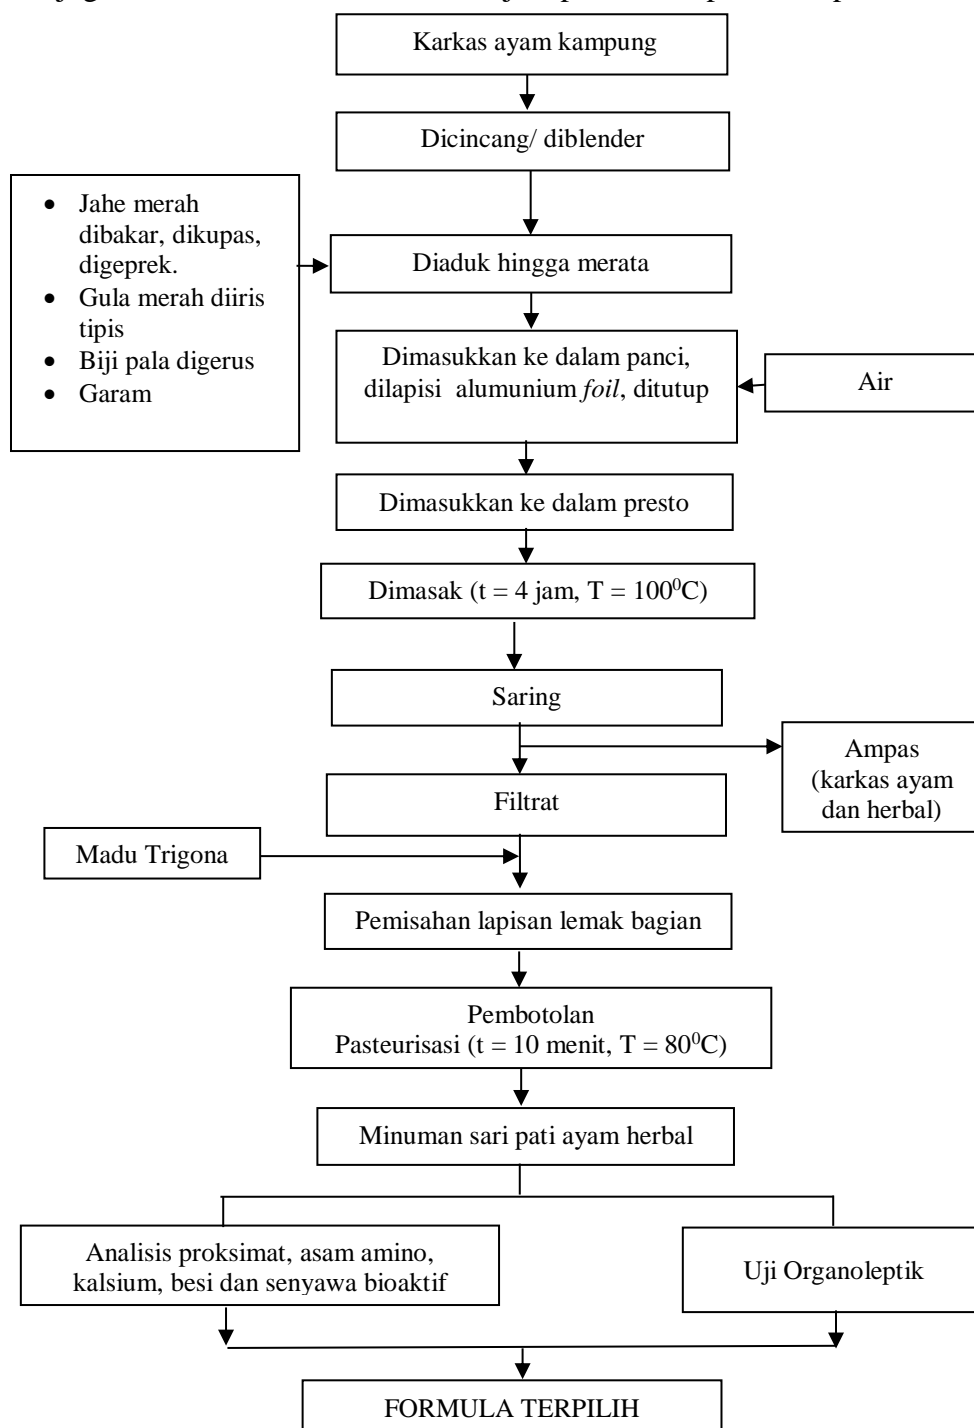 Karkas ayam kampung
Dicincang/ diblender
• Jahe merah
dibakar, dikupas,
digeprek.
• Gula merah diiris
tipis
• Biji pala digerus
• Garam
Diaduk hingga merata
Dimasukkan ke dalam panci,
dilapisi alumunium foil, ditutup
Air
Dimasukkan ke dalam presto
Dimasak (t = 4 jam, T = 100⁰C)
Saring
Ampas
(karkas ayam
dan herbal)
Filtrat
Madu Trigona
Pemisahan lapisan lemak bagian
Pembotolan
Pasteurisasi (t = 10 menit, T = 80⁰C)
Minuman sari pati ayam herbal
Analisis proksimat, asam amino,
kalsium, besi dan senyawa bioaktif
Uji Organoleptik
FORMULA TERPILIH